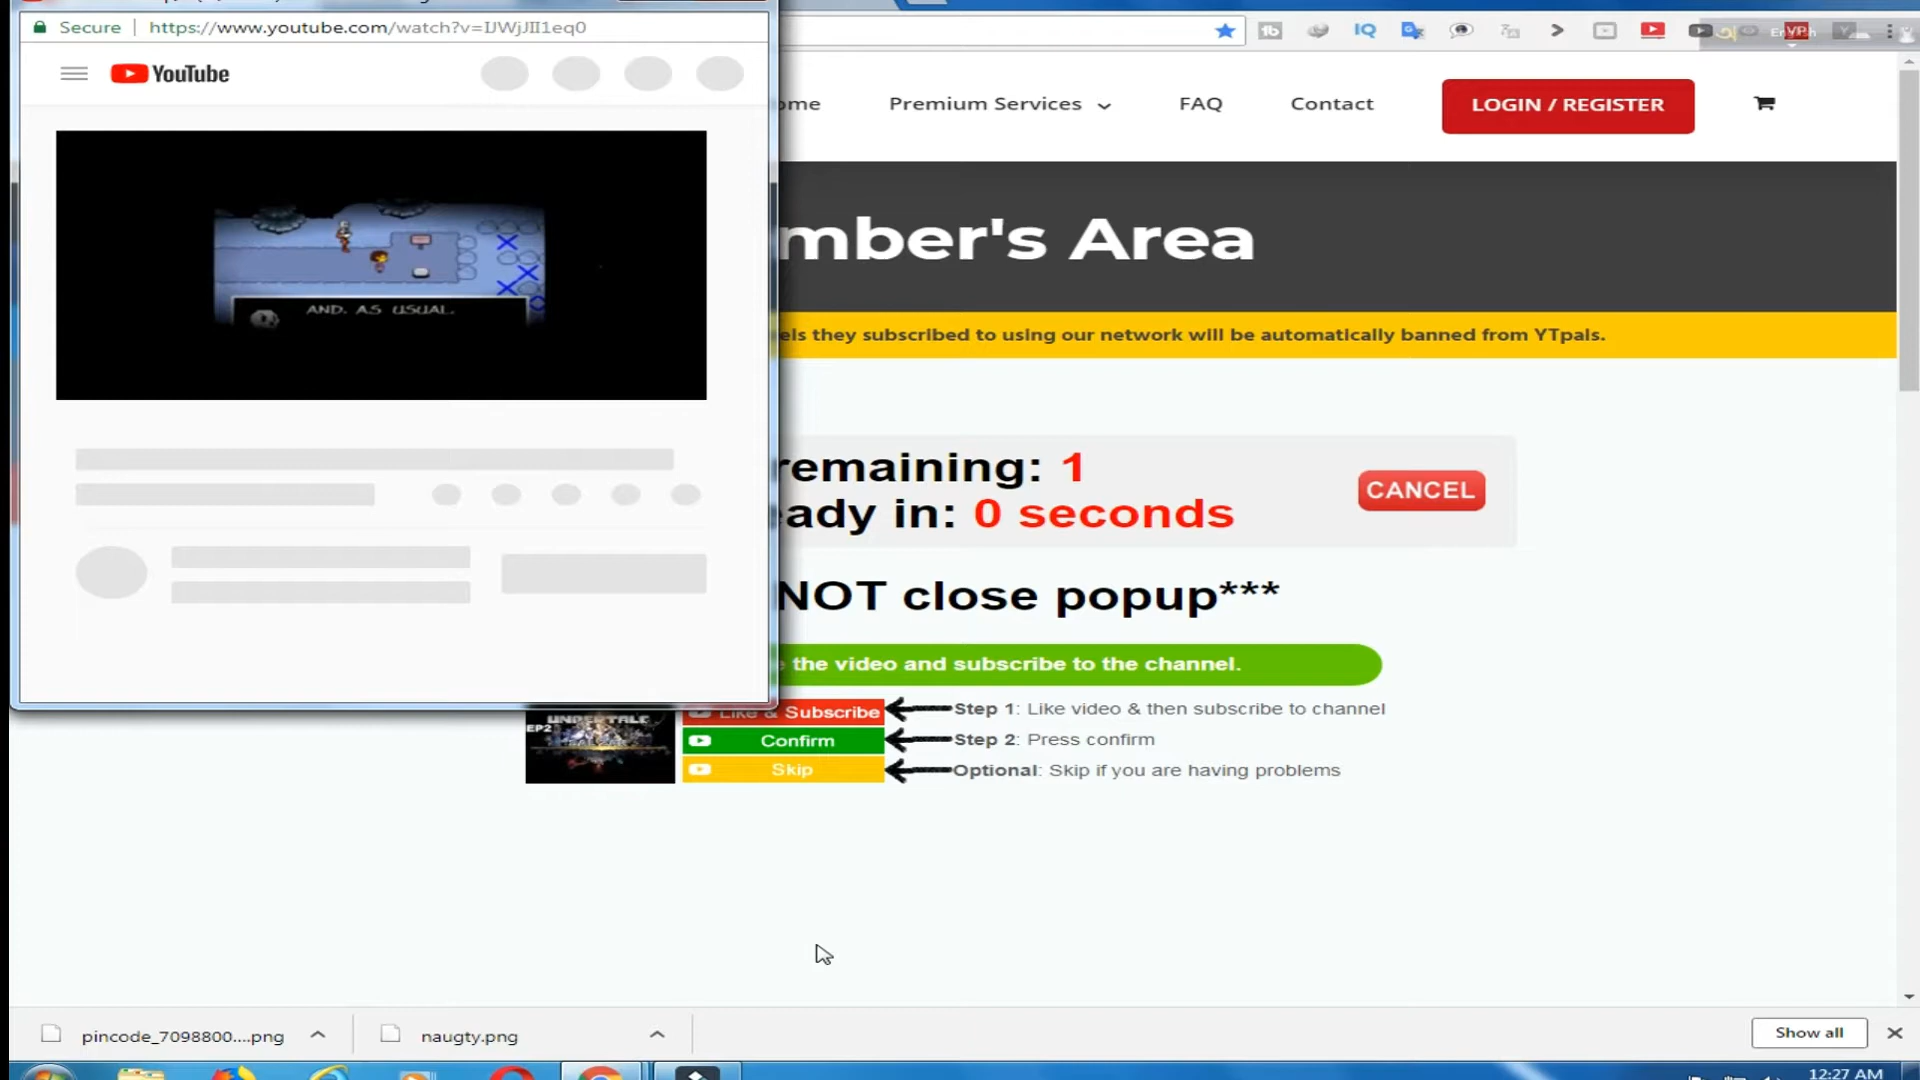 Secure https://www.youtube.com/watch?v=IJWjJII1eq0
YouTube
AND. AS USUAL.
ome
Premium Services
FAQ
Contact
LOGIN / REGISTER
mber's Area
els they subscribed to using our network will be automatically banned from YTpals.
remaining: 1
ady in: 0 seconds
CANCEL
NOT close popup***
the video and subscribe to the channel.
UNDERTALE
EP2
Like & Subscribe
Step 1: Like video & then subscribe to channel
Confirm
Step 2: Press confirm
Skip
Optional: Skip if you are having problems
pincode_7098800....png
naugty.png
Show all
12:27 AM